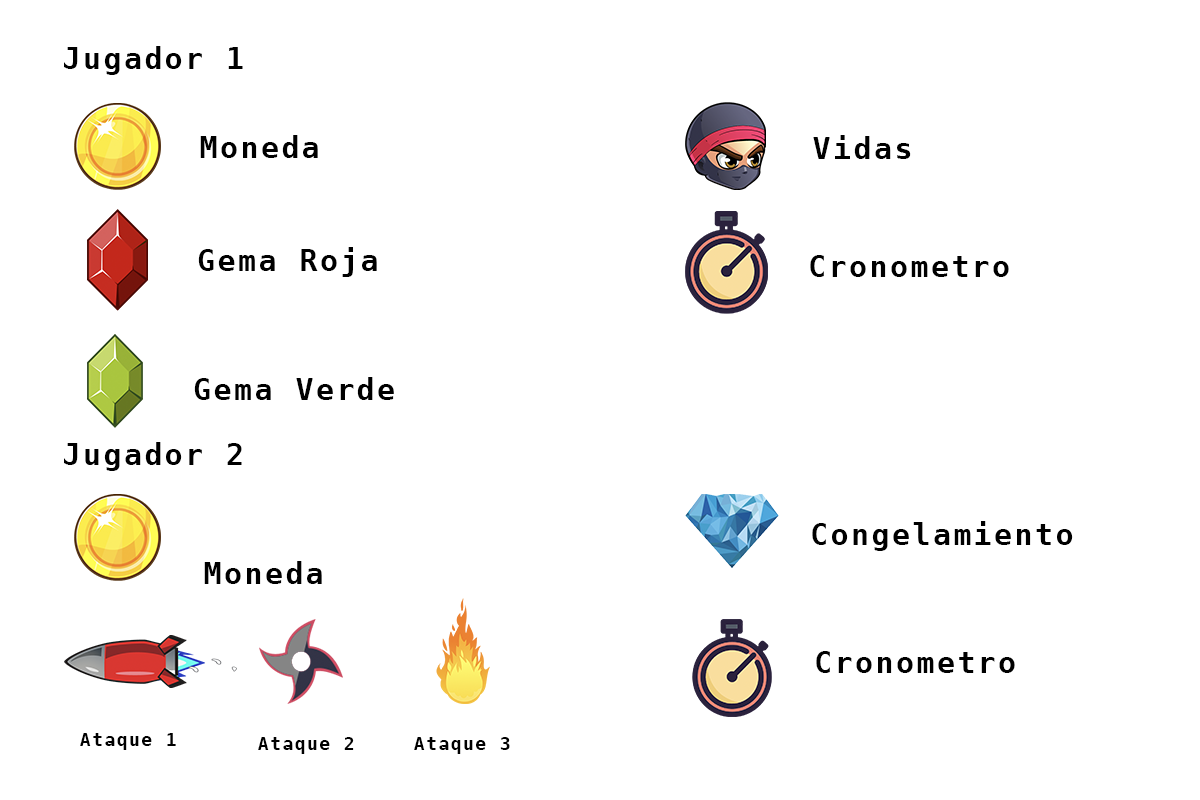 Jugador 1
Moneda
Vidas
Gema Roja
Cronometro
Gema Verde
Jugador 2
Moneda
Congelamiento
Cronometro
Ataque 1
Ataque 2
Ataque 3